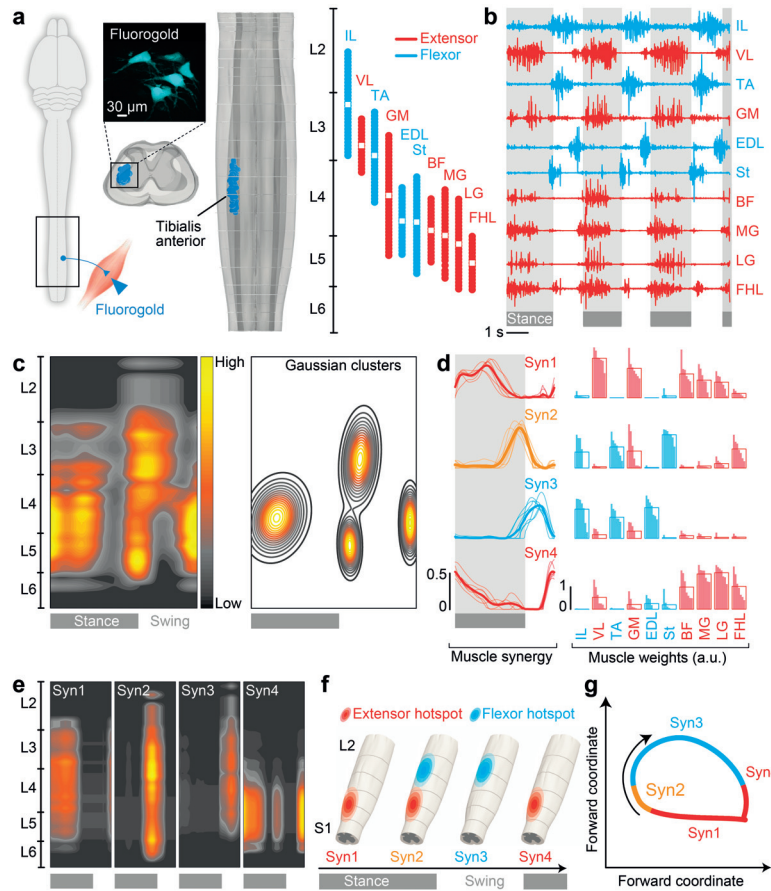 a
Fluorogold
30 µm
Tibialis
anterior
Fluorogold
L2
L3
L4
L5
L6
IL
VL
TA
GM
EDL
St
BF
MG
LG
FHL
Extensor
Flexor
b
IL
VL
TA
GM
EDL
St
BF
MG
LG
FHL
Stance
1 s
c
L2
L3
L4
L5
L6
High
Low
Stance
Swing
Gaussian clusters
d
Syn1
Syn2
Syn3
Syn4
0.5
0
1
0
IL
VL
TA
GM
EDL
St
BF
MG
LG
FHL
Muscle synergy
Muscle weights (a.u.)
e
L2
L3
L4
L5
L6
Syn1
Syn2
Syn3
Syn4
f
Extensor hotspot
Flexor hotspot
L2
S1
Syn1
Syn2
Syn3
Syn4
Stance
Swing
g
Forward coordinate
Syn3
Syn
Syn2
Syn1
Forward coordinate